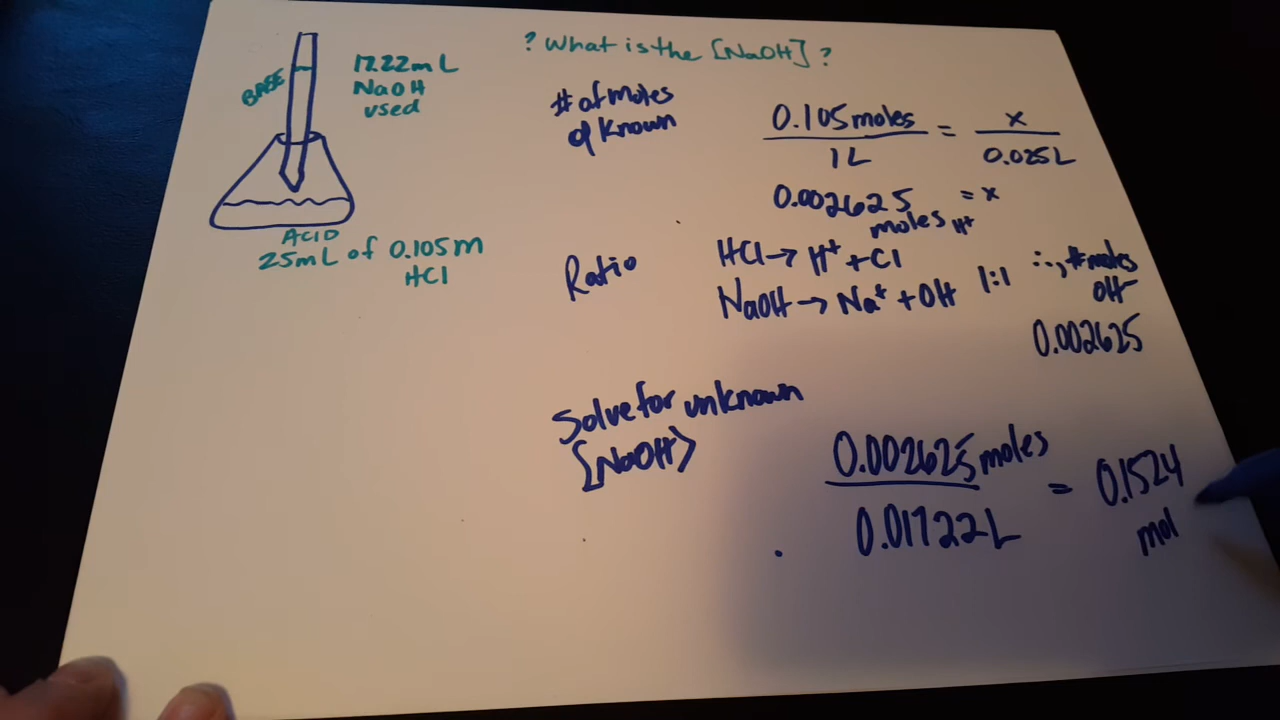 ? What is the [NaOH] ?
BASE
17.22mL
NaOH
used
ACID
25mL of 0.105m
HCl
# of moles
of known
0.105 moles = x
1L 0.025L
0.002625 = x
moles H+
Ratio
HCl → H+ + Cl
NaOH → Na+ + OH
1:1
∴, # moles
OH-
0.002625
Solve for unknown
[NaOH]
0.002625 moles = 0.1524
0.01722L mol